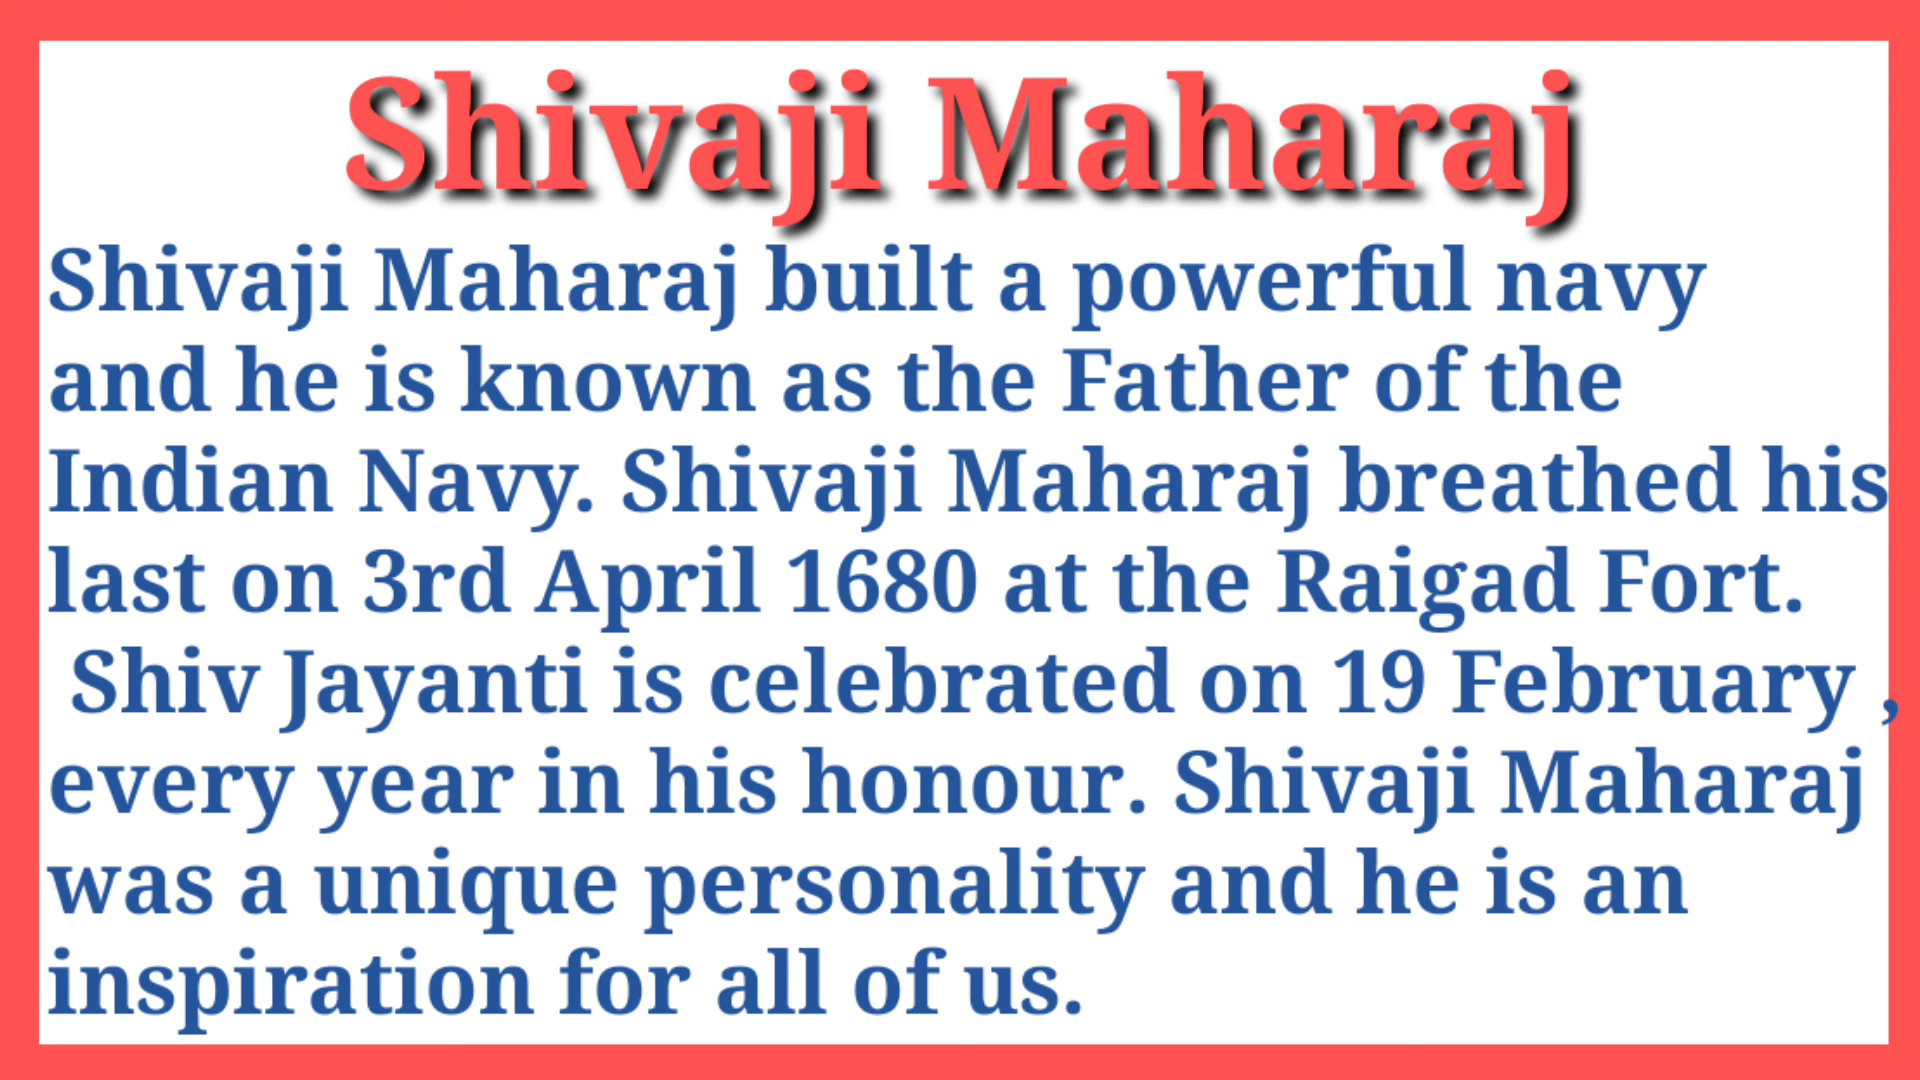 Shivaji Maharaj
Shivaji Maharaj built a powerful navy
and he is known as the Father of the
Indian Navy. Shivaji Maharaj breathed his
last on 3rd April 1680 at the Raigad Fort.
Shiv Jayanti is celebrated on 19 February ,
every year in his honour. Shivaji Maharaj
was a unique personality and he is an
inspiration for all of us.